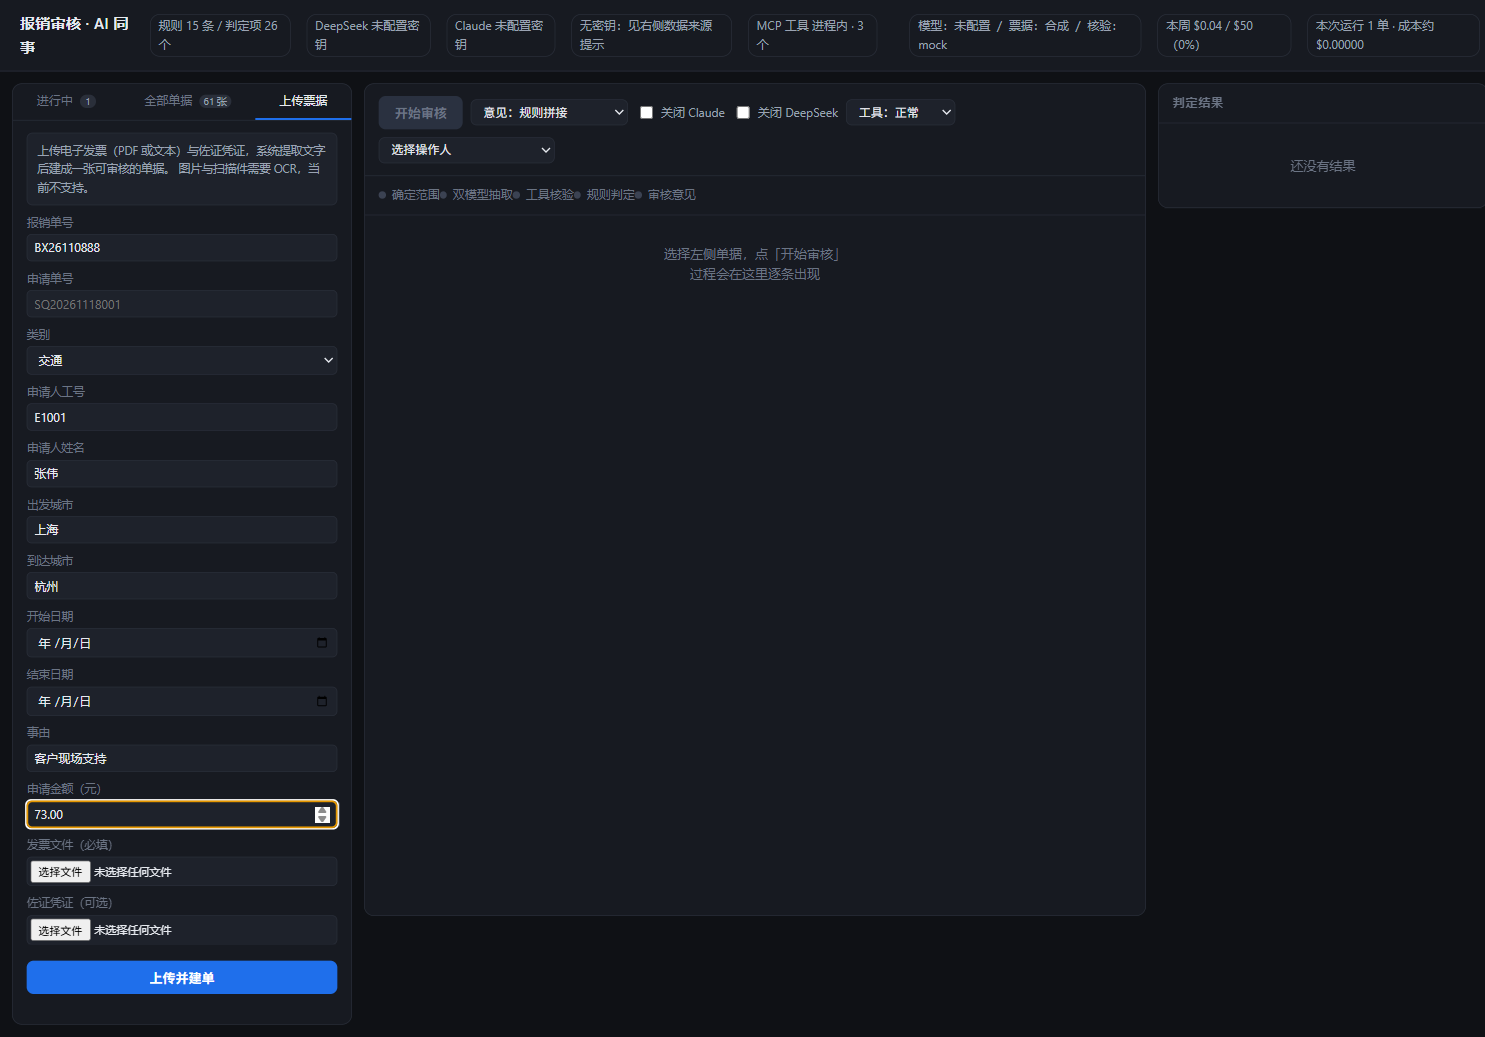 报销审核 · AI 同
事
规则 15 条 / 判定项 26
个
DeepSeek 未配置密
钥
Claude 未配置密
钥
无密钥：见右侧数据来源
提示
MCP 工具 进程内 · 3
个
模型：未配置 / 票据：合成 / 核验：
mock
本周 $0.04 / $50
（0%）
本次运行 1 单 · 成本约
$0.00000
进行中 1
全部单据 61 张
上传票据
上传电子发票（PDF 或文本）与佐证凭证，系统提取文字
后建成一张可审核的单据。 图片与扫描件需要 OCR，当
前不支持。
报销单号
BX26110888
申请单号
SQ20261118001
类别
交通
申请人工号
E1001
申请人姓名
张伟
出发城市
上海
到达城市
杭州
开始日期
年 /月/日
结束日期
年 /月/日
事由
客户现场支持
申请金额（元）
73.00
发票文件（必填）
选择文件 未选择任何文件
佐证凭证（可选）
选择文件 未选择任何文件
上传并建单
开始审核
意见：规则拼接
关闭 Claude
关闭 DeepSeek
工具：正常
选择操作人
确定范围
双模型抽取
工具核验
规则判定
审核意见
选择左侧单据，点「开始审核」
过程会在这里逐条出现
判定结果
还没有结果